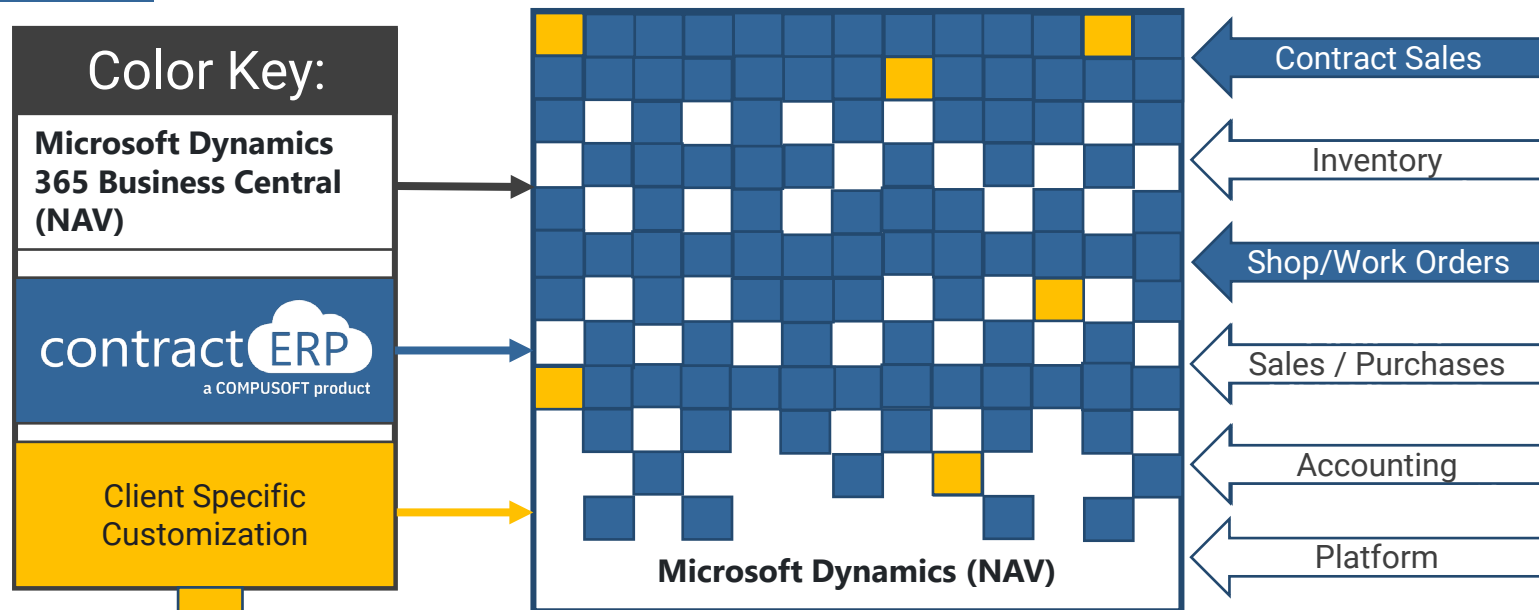 Color Key:
Microsoft Dynamics
365 Business Central
(NAV)
contract ERP
a COMPUSOFT product
Client Specific
Customization
Microsoft Dynamics (NAV)
Contract Sales
Inventory
Shop/Work Orders
Sales / Purchases
Accounting
Platform